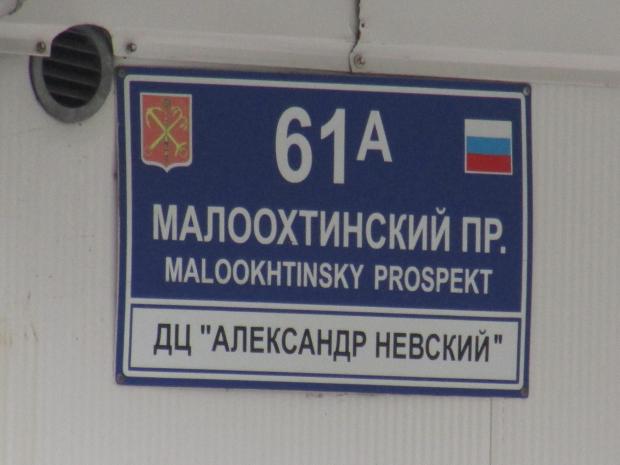 61А
МАЛООХТИНСКИЙ ПР.
MALOOKHTINSKY PROSPEKT
ДЦ "АЛЕКСАНДР НЕВСКИЙ"